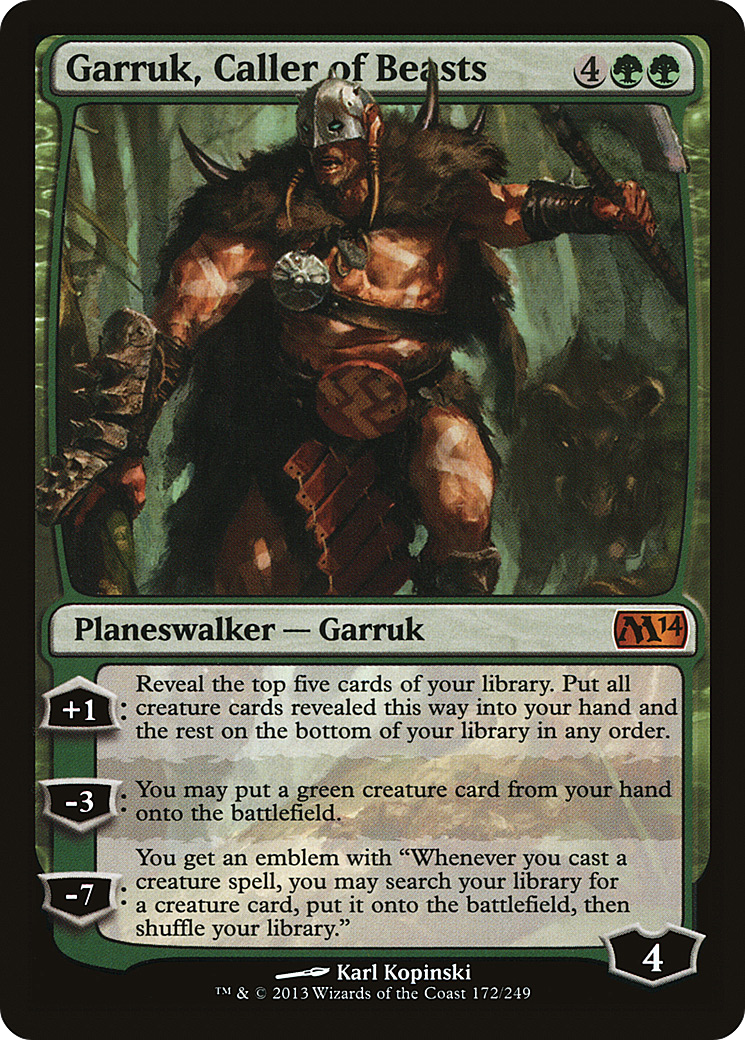 Garruk, Caller of Beasts 4
Planeswalker — Garruk M14
+1: Reveal the top five cards of your library. Put all
creature cards revealed this way into your hand and
the rest on the bottom of your library in any order.
-3: You may put a green creature card from your hand
onto the battlefield.
-7: You get an emblem with “Whenever you cast a
creature spell, you may search your library for
a creature card, put it onto the battlefield, then
shuffle your library.”
4
Karl Kopinski
™ & © 2013 Wizards of the Coast 172/249